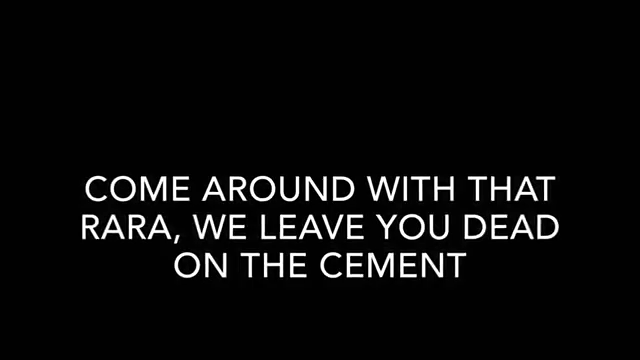 COME AROUND WITH THAT
RARA, WE LEAVE YOU DEAD
ON THE CEMENT